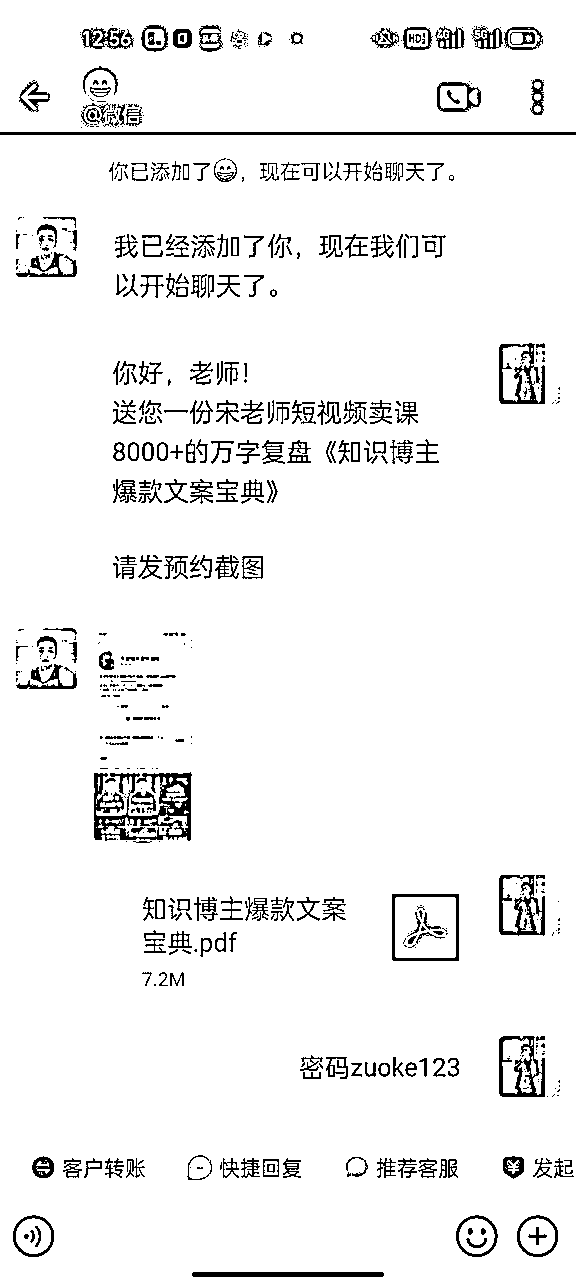 12:56
@微信
你已添加了😁，现在可以开始聊天了。
我已经添加了你，现在我们可
以开始聊天了。
你好，老师！
送您一份宋老师短视频卖课
8000+的万字复盘《知识博主
爆款文案宝典》
请发预约截图
知识博主爆款文案
宝典.pdf
7.2M
密码zuoke123
客户转账
快捷回复
推荐客服
发起